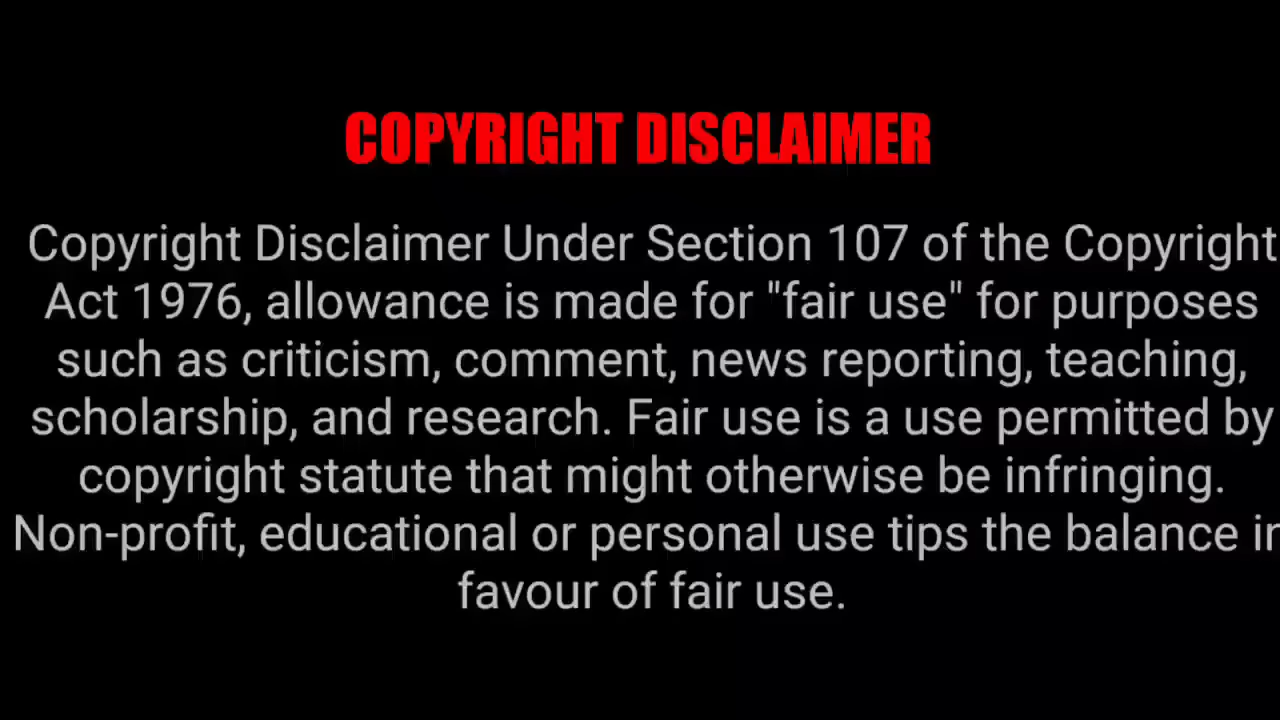 COPYRIGHT DISCLAIMER
Copyright Disclaimer Under Section 107 of the Copyright
Act 1976, allowance is made for "fair use" for purposes
such as criticism, comment, news reporting, teaching,
scholarship, and research. Fair use is a use permitted by
copyright statute that might otherwise be infringing.
Non-profit, educational or personal use tips the balance in
favour of fair use.